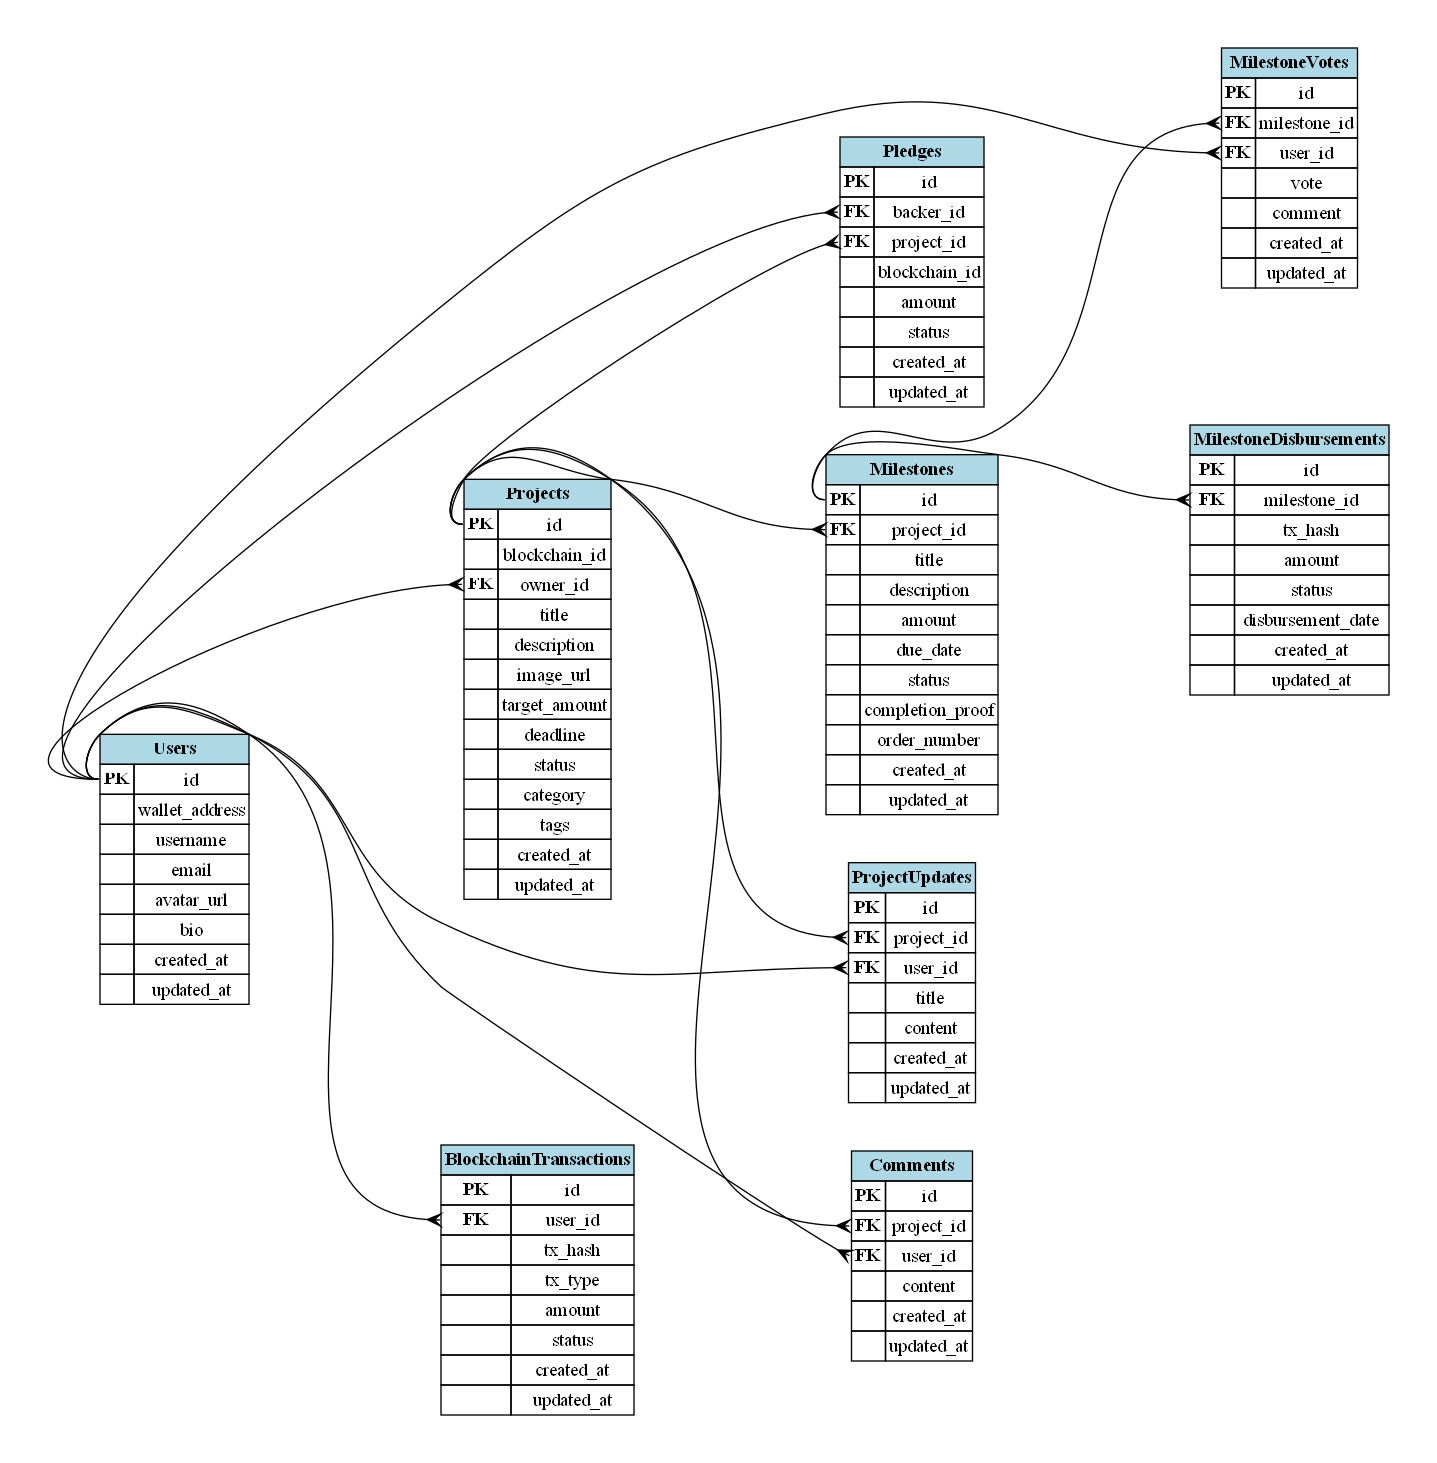 MilestoneVotes
PK id
FK milestone_id
FK user_id
vote
comment
created_at
updated_at
Pledges
PK id
FK backer_id
FK project_id
blockchain_id
amount
status
created_at
updated_at
MilestoneDisbursements
PK id
FK milestone_id
tx_hash
amount
status
disbursement_date
created_at
updated_at
Milestones
PK id
FK project_id
title
description
amount
due_date
status
completion_proof
order_number
created_at
updated_at
Projects
PK id
blockchain_id
FK owner_id
title
description
image_url
target_amount
deadline
status
category
tags
created_at
updated_at
Users
PK id
wallet_address
username
email
avatar_url
bio
created_at
updated_at
ProjectUpdates
PK id
FK project_id
FK user_id
title
content
created_at
updated_at
BlockchainTransactions
PK id
FK user_id
tx_hash
tx_type
amount
status
created_at
updated_at
Comments
PK id
FK project_id
FK user_id
content
created_at
updated_at